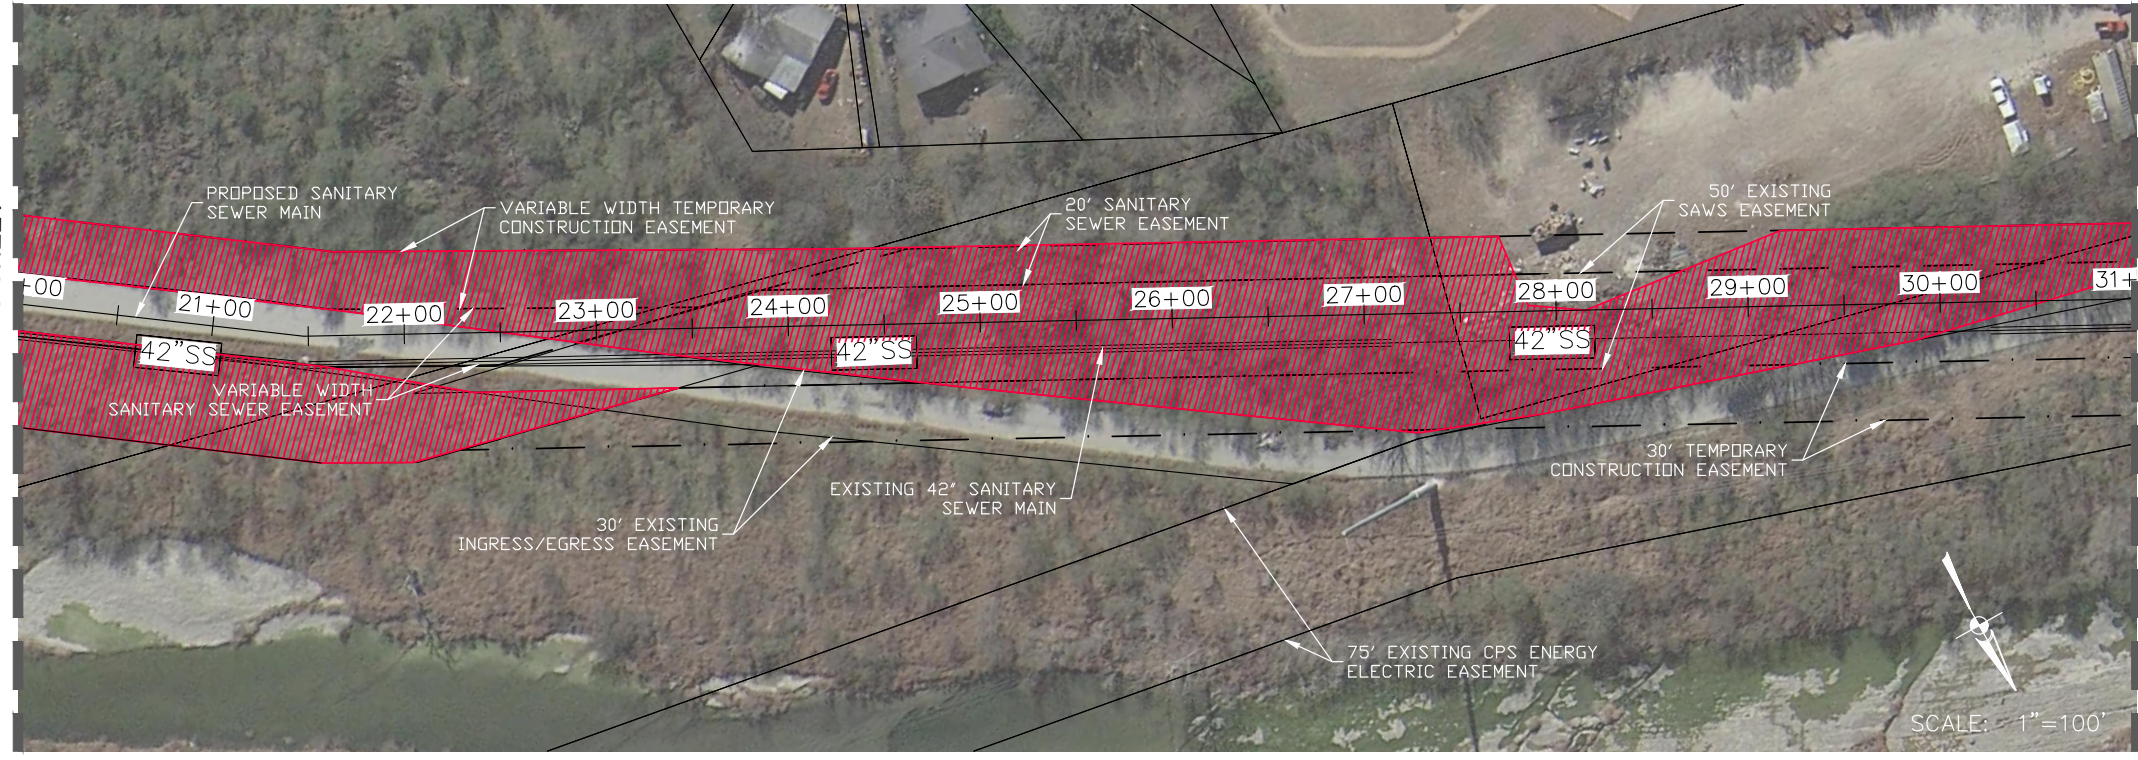 PROPOSED SANITARY
SEWER MAIN
VARIABLE WIDTH TEMPORARY
CONSTRUCTION EASEMENT
20' SANITARY
SEWER EASEMENT
50' EXISTING
SAWS EASEMENT
+00
21+00
22+00
23+00
24+00
25+00
26+00
27+00
28+00
29+00
30+00
31+
42"SS
42"SS
42"SS
VARIABLE WIDTH
SANITARY SEWER EASEMENT
30' EXISTING
INGRESS/EGRESS EASEMENT
EXISTING 42" SANITARY
SEWER MAIN
30' TEMPORARY
CONSTRUCTION EASEMENT
75' EXISTING CPS ENERGY
ELECTRIC EASEMENT
SCALE: 1"=100'